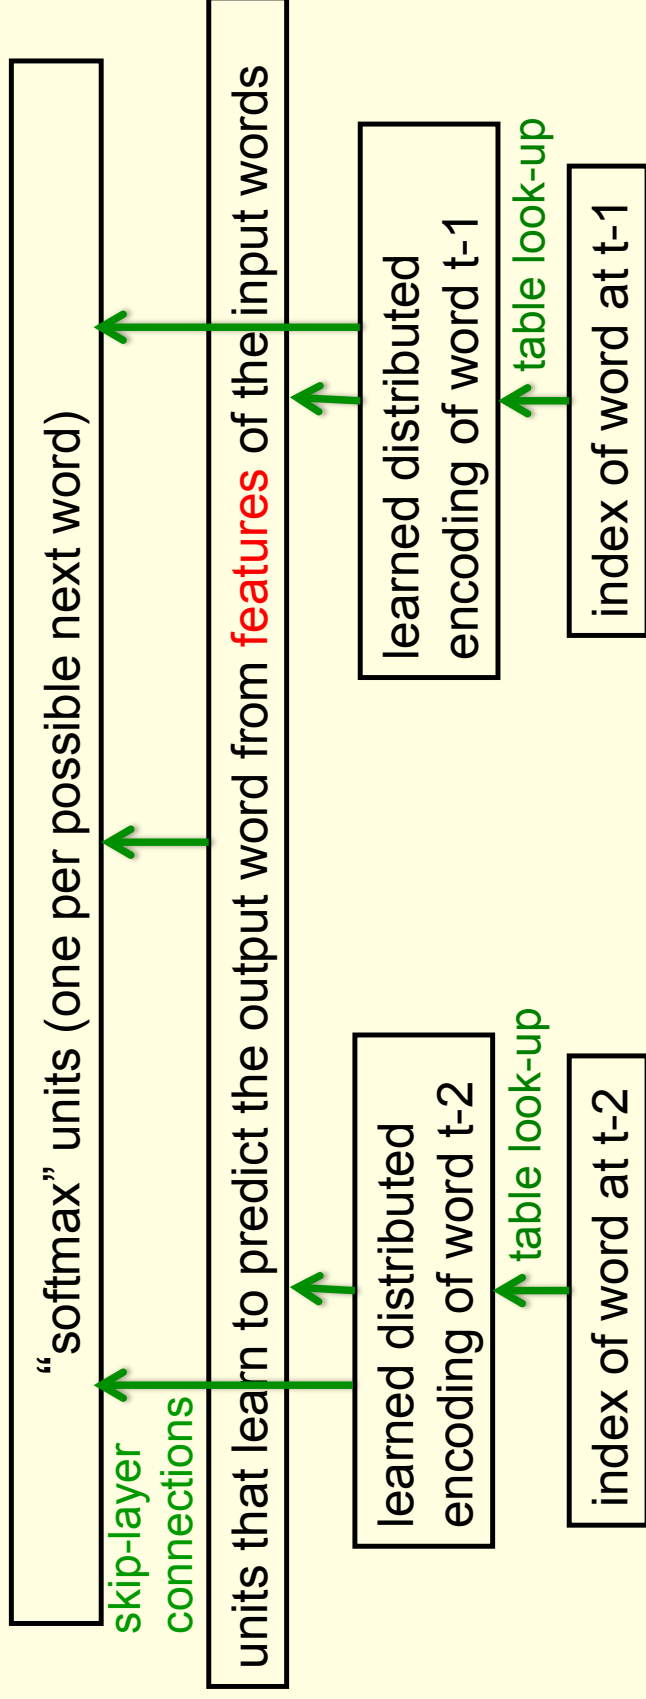 “softmax” units (one per possible next word)
skip-layer
connections
units that learn to predict the output word from features of the input words
learned distributed
encoding of word t-2
learned distributed
encoding of word t-1
table look-up
table look-up
index of word at t-2
index of word at t-1